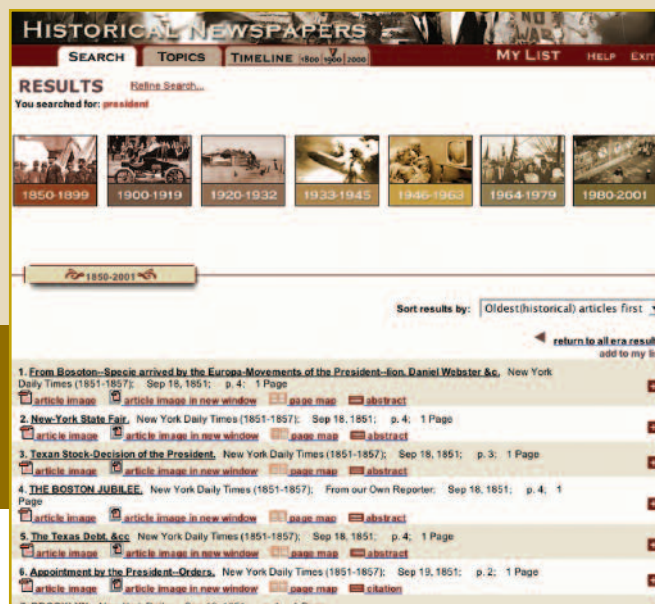 HISTORICAL NEWSPAPERS
NO
WAR
SEARCH TOPICS TIMELINE 1800 1900 2000 MY LIST HELP EXIT
RESULTS Refine Search...
You searched for: president
1850-1899 1900-1919 1920-1932 1933-1945 1946-1963 1964-1979 1980-2001
1850-2001
Sort results by: Oldest(historical) articles first
return to all era result
add to my lis
1. From Bosoton--Specie arrived by the Europa-Movements of the President--lion. Daniel Webster &c. New York
Daily Times (1851-1857); Sep 18, 1851; p. 4; 1 Page
article image article image in new window page map abstract
2. New-York State Fair. New York Daily Times (1851-1857); Sep 18, 1851; p. 4; 1 Page
article image article image in new window page map abstract
3. Texan Stock-Decision of the President. New York Daily Times (1851-1857); Sep 18, 1851; p. 3; 1 Page
article image article image in new window page map abstract
4. THE BOSTON JUBILEE. New York Daily Times (1851-1857); From our Own Reporter; Sep 18, 1851; p. 4; 1
Page
article image article image in new window page map abstract
5. The Texas Debt. &cc New York Daily Times (1851-1857); Sep 18, 1851; p. 4; 1 Page
article image article image in new window page map abstract
6. Appointment by the President--Orders. New York Daily Times (1851-1857); Sep 19, 1851; p. 2; 1 Page
article image article image in new window page map citation